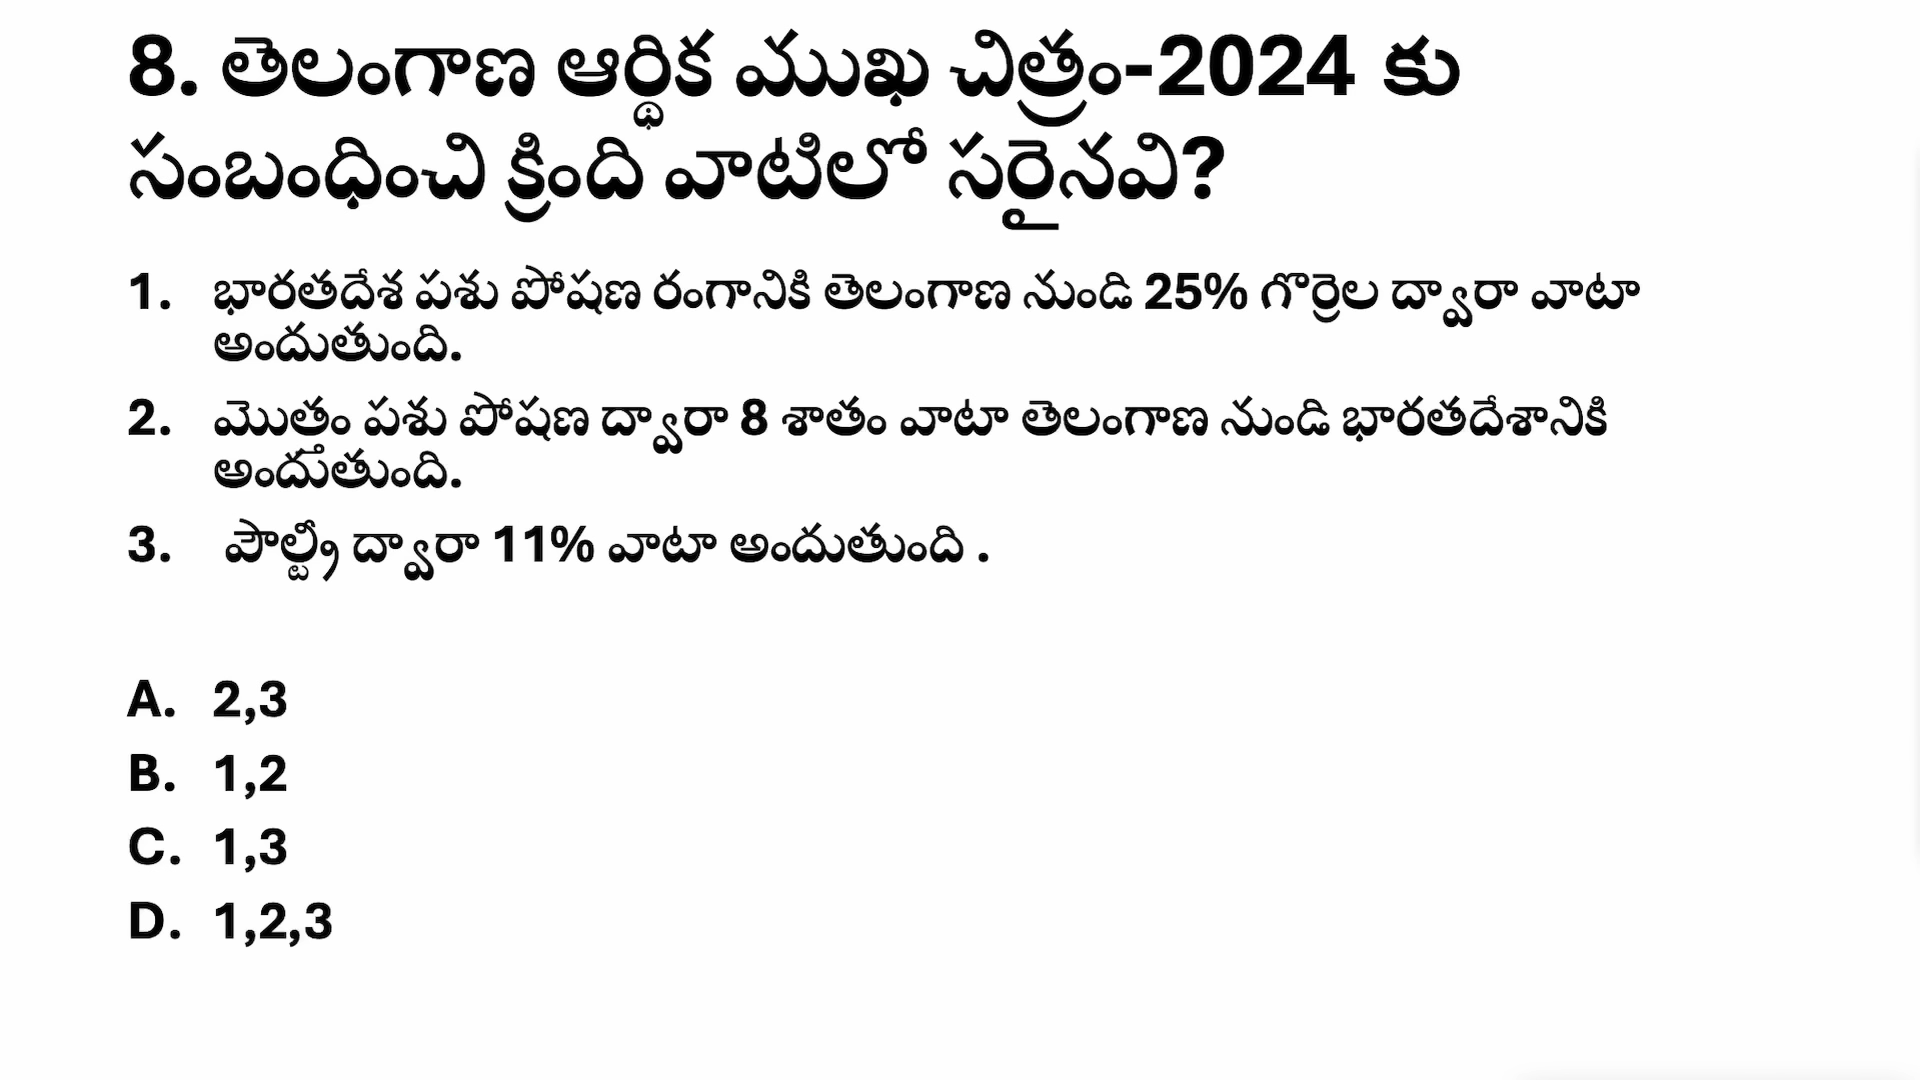 8. తెలంగాణ ఆర్థిక ముఖ చిత్రం-2024 కు
సంబంధించి క్రింది వాటిలో సరైనవి?
1. భారతదేశ పశు పోషణ రంగానికి తెలంగాణ నుండి 25% గొర్రెల ద్వారా వాటా
అందుతుంది.
2. మొత్తం పశు పోషణ ద్వారా 8 శాతం వాటా తెలంగాణ నుండి భారతదేశానికి
అందుతుంది.
3. పౌల్ట్రీ ద్వారా 11% వాటా అందుతుంది .
A. 2,3
B. 1,2
C. 1,3
D. 1,2,3